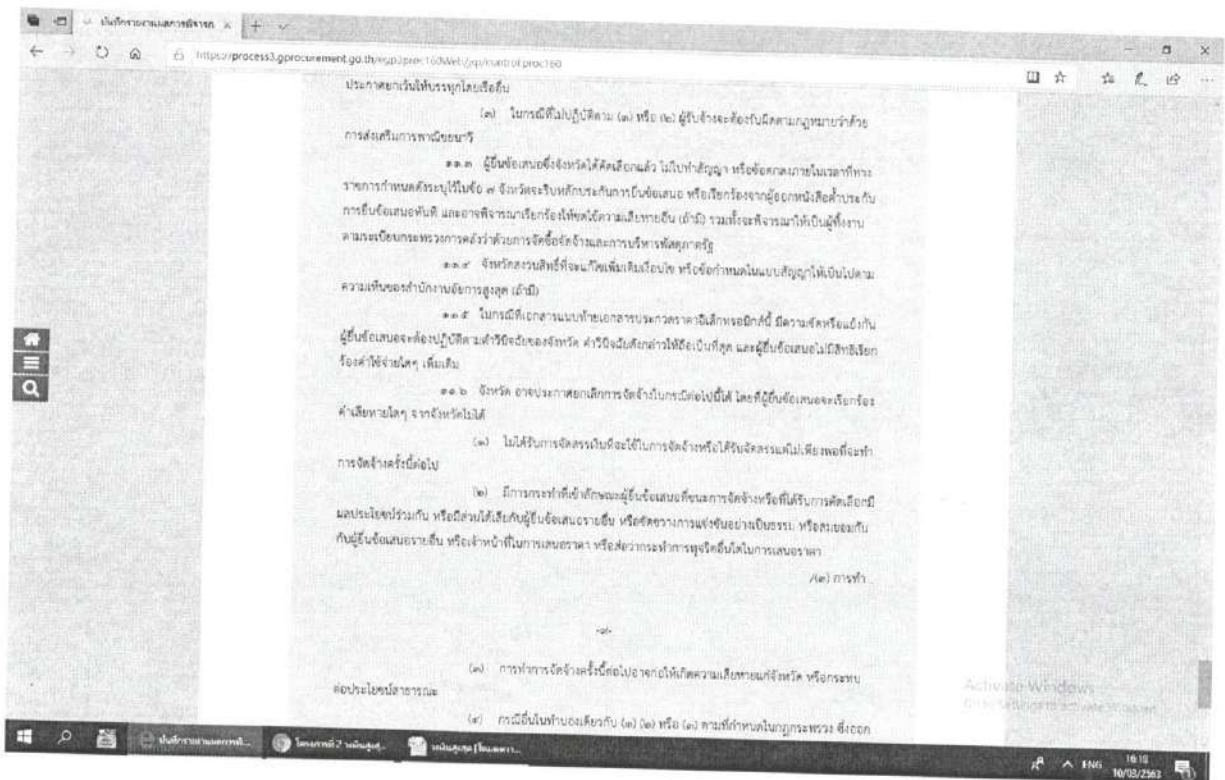 บันทึกรายงานผลการพิจารณา
ประกาศยกเว้นให้บรรทุกโดยเรืออื่น
(๓) ในกรณีที่ไม่ปฏิบัติตาม (๑) หรือ (๒) ผู้รับจ้างจะต้องรับผิดตามกฎหมายว่าด้วย
การส่งเสริมการพาณิชยนาวี
๑๑.๓ ผู้ยื่นข้อเสนอซึ่งจังหวัดได้คัดเลือกแล้ว ไม่ไปทำสัญญา หรือข้อตกลงภายในเวลาที่ทาง
ราชการกำหนดดังระบุไว้ในข้อ ๗ จังหวัดจะริบหลักประกันการยื่นข้อเสนอ หรือเรียกร้องจากผู้ออกหนังสือค้ำประกัน
การยื่นข้อเสนอทันที และอาจพิจารณาเรียกร้องให้ชดใช้ความเสียหายอื่น (ถ้ามี) รวมทั้งจะพิจารณาให้เป็นผู้ทิ้งงาน
ตามระเบียบกระทรวงการคลังว่าด้วยการจัดซื้อจัดจ้างและการบริหารพัสดุภาครัฐ
๑๑.๔ จังหวัดสงวนสิทธิ์ที่จะแก้ไขเพิ่มเติมเงื่อนไข หรือข้อกำหนดในแบบสัญญาให้เป็นไปตาม
ความเห็นของสำนักงานอัยการสูงสุด (ถ้ามี)
๑๑.๕ ในกรณีที่เอกสารแนบท้ายเอกสารประกวดราคาอิเล็กทรอนิกส์นี้ มีความขัดหรือแย้งกัน
ผู้ยื่นข้อเสนอจะต้องปฏิบัติตามคำวินิจฉัยของจังหวัด คำวินิจฉัยดังกล่าวให้ถือเป็นที่สุด และผู้ยื่นข้อเสนอไม่มีสิทธิเรียก
ร้องค่าใช้จ่ายใดๆ เพิ่มเติม
๑๑.๖ จังหวัด อาจประกาศยกเลิกการจัดจ้างในกรณีต่อไปนี้ได้ โดยที่ผู้ยื่นข้อเสนอจะเรียกร้อง
ค่าเสียหายใดๆ จากจังหวัดไม่ได้
(๑) ไม่ได้รับการจัดสรรเงินที่จะใช้ในการจัดจ้างหรือได้รับจัดสรรแต่ไม่เพียงพอที่จะทำ
การจัดจ้างครั้งนี้ต่อไป
(๒) มีการกระทำที่เข้าลักษณะผู้ยื่นข้อเสนอที่ชนะการจัดจ้างหรือที่ได้รับการคัดเลือกมี
ผลประโยชน์ร่วมกัน หรือมีส่วนได้เสียกับผู้ยื่นข้อเสนอรายอื่น หรือขัดขวางการแข่งขันอย่างเป็นธรรม หรือสมยอมกัน
กับผู้ยื่นข้อเสนอรายอื่น หรือเจ้าหน้าที่ในการเสนอราคา หรือส่อว่ากระทำการทุจริตอื่นใดในการเสนอราคา
/(๓) การทำ...
-๙-
(๓) การทำการจัดจ้างครั้งนี้ต่อไปอาจก่อให้เกิดความเสียหายแก่จังหวัด หรือกระทบ
ต่อประโยชน์สาธารณะ
Activate Windows
Go to Settings to activate Windows.
(๔) กรณีอื่นในทำนองเดียวกับ (๑) (๒) หรือ (๓) ตามที่กำหนดในกฎกระทรวง ซึ่งออก
บันทึกรายงานผลการพิ...
ENG
16:18
10/03/2563